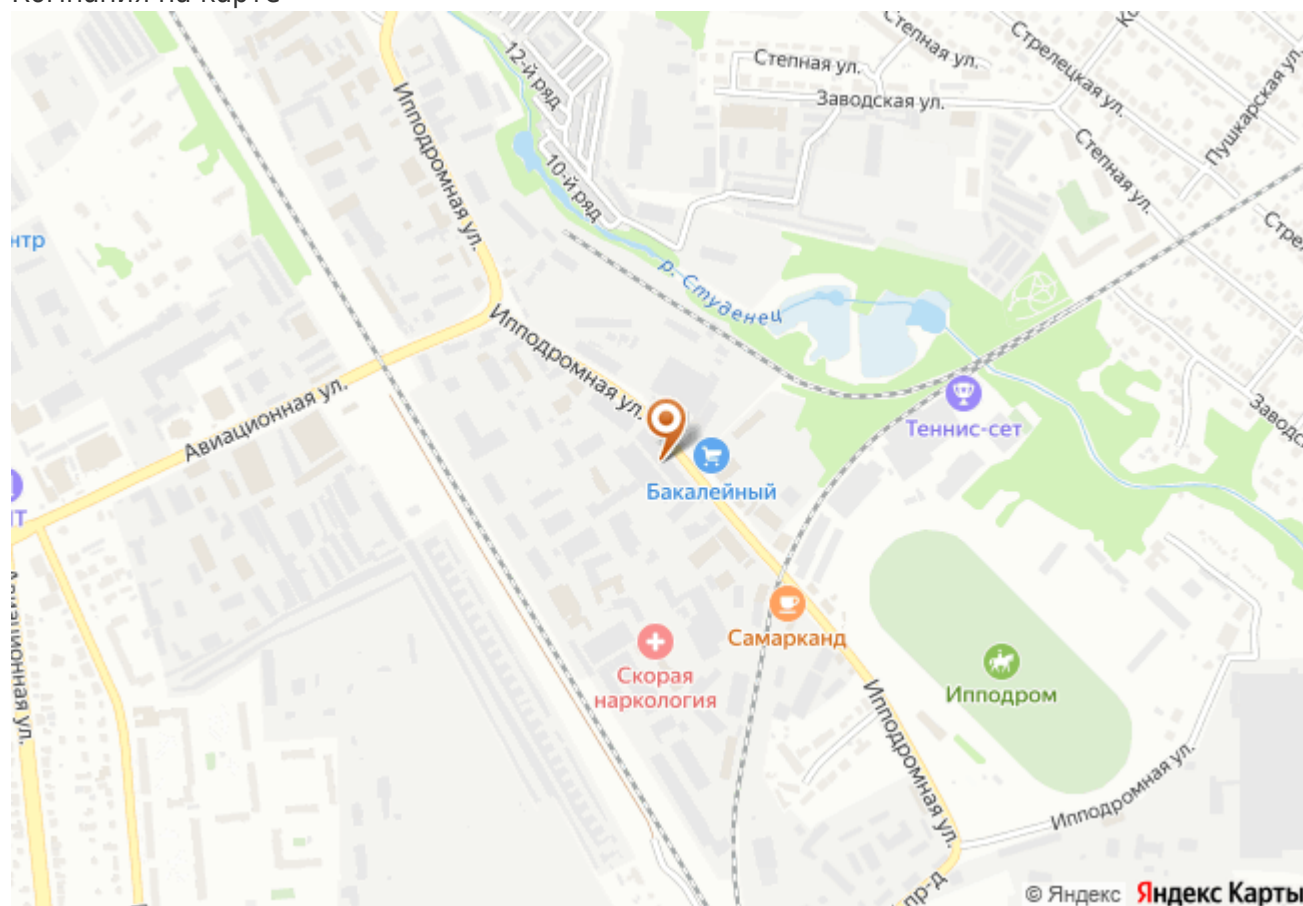 Компания на карте
12-й ряд
Степная ул.
Степная ул.
Стрелецкая ул.
Заводская ул.
Пушкарская ул.
Ипподромная ул.
10-й ряд
Степная ул.
нтр
р. Студенец
Ипподромная ул.
Авиационная ул.
Теннис-сет
Бакалейный
Самарканд
Скорая
наркология
Ипподром
Ипподромная ул.
Ипподромная ул.
пр-д
© Яндекс Яндекс Карты